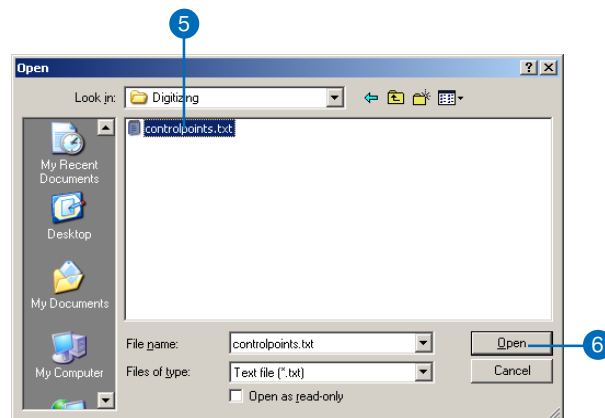 5
Open
Look in: Digitizing
controlpoints.txt
My Recent
Documents
Desktop
My Documents
My Computer
File name: controlpoints.txt Open 6
Files of type: Text file (*.txt) Cancel
Open as read-only